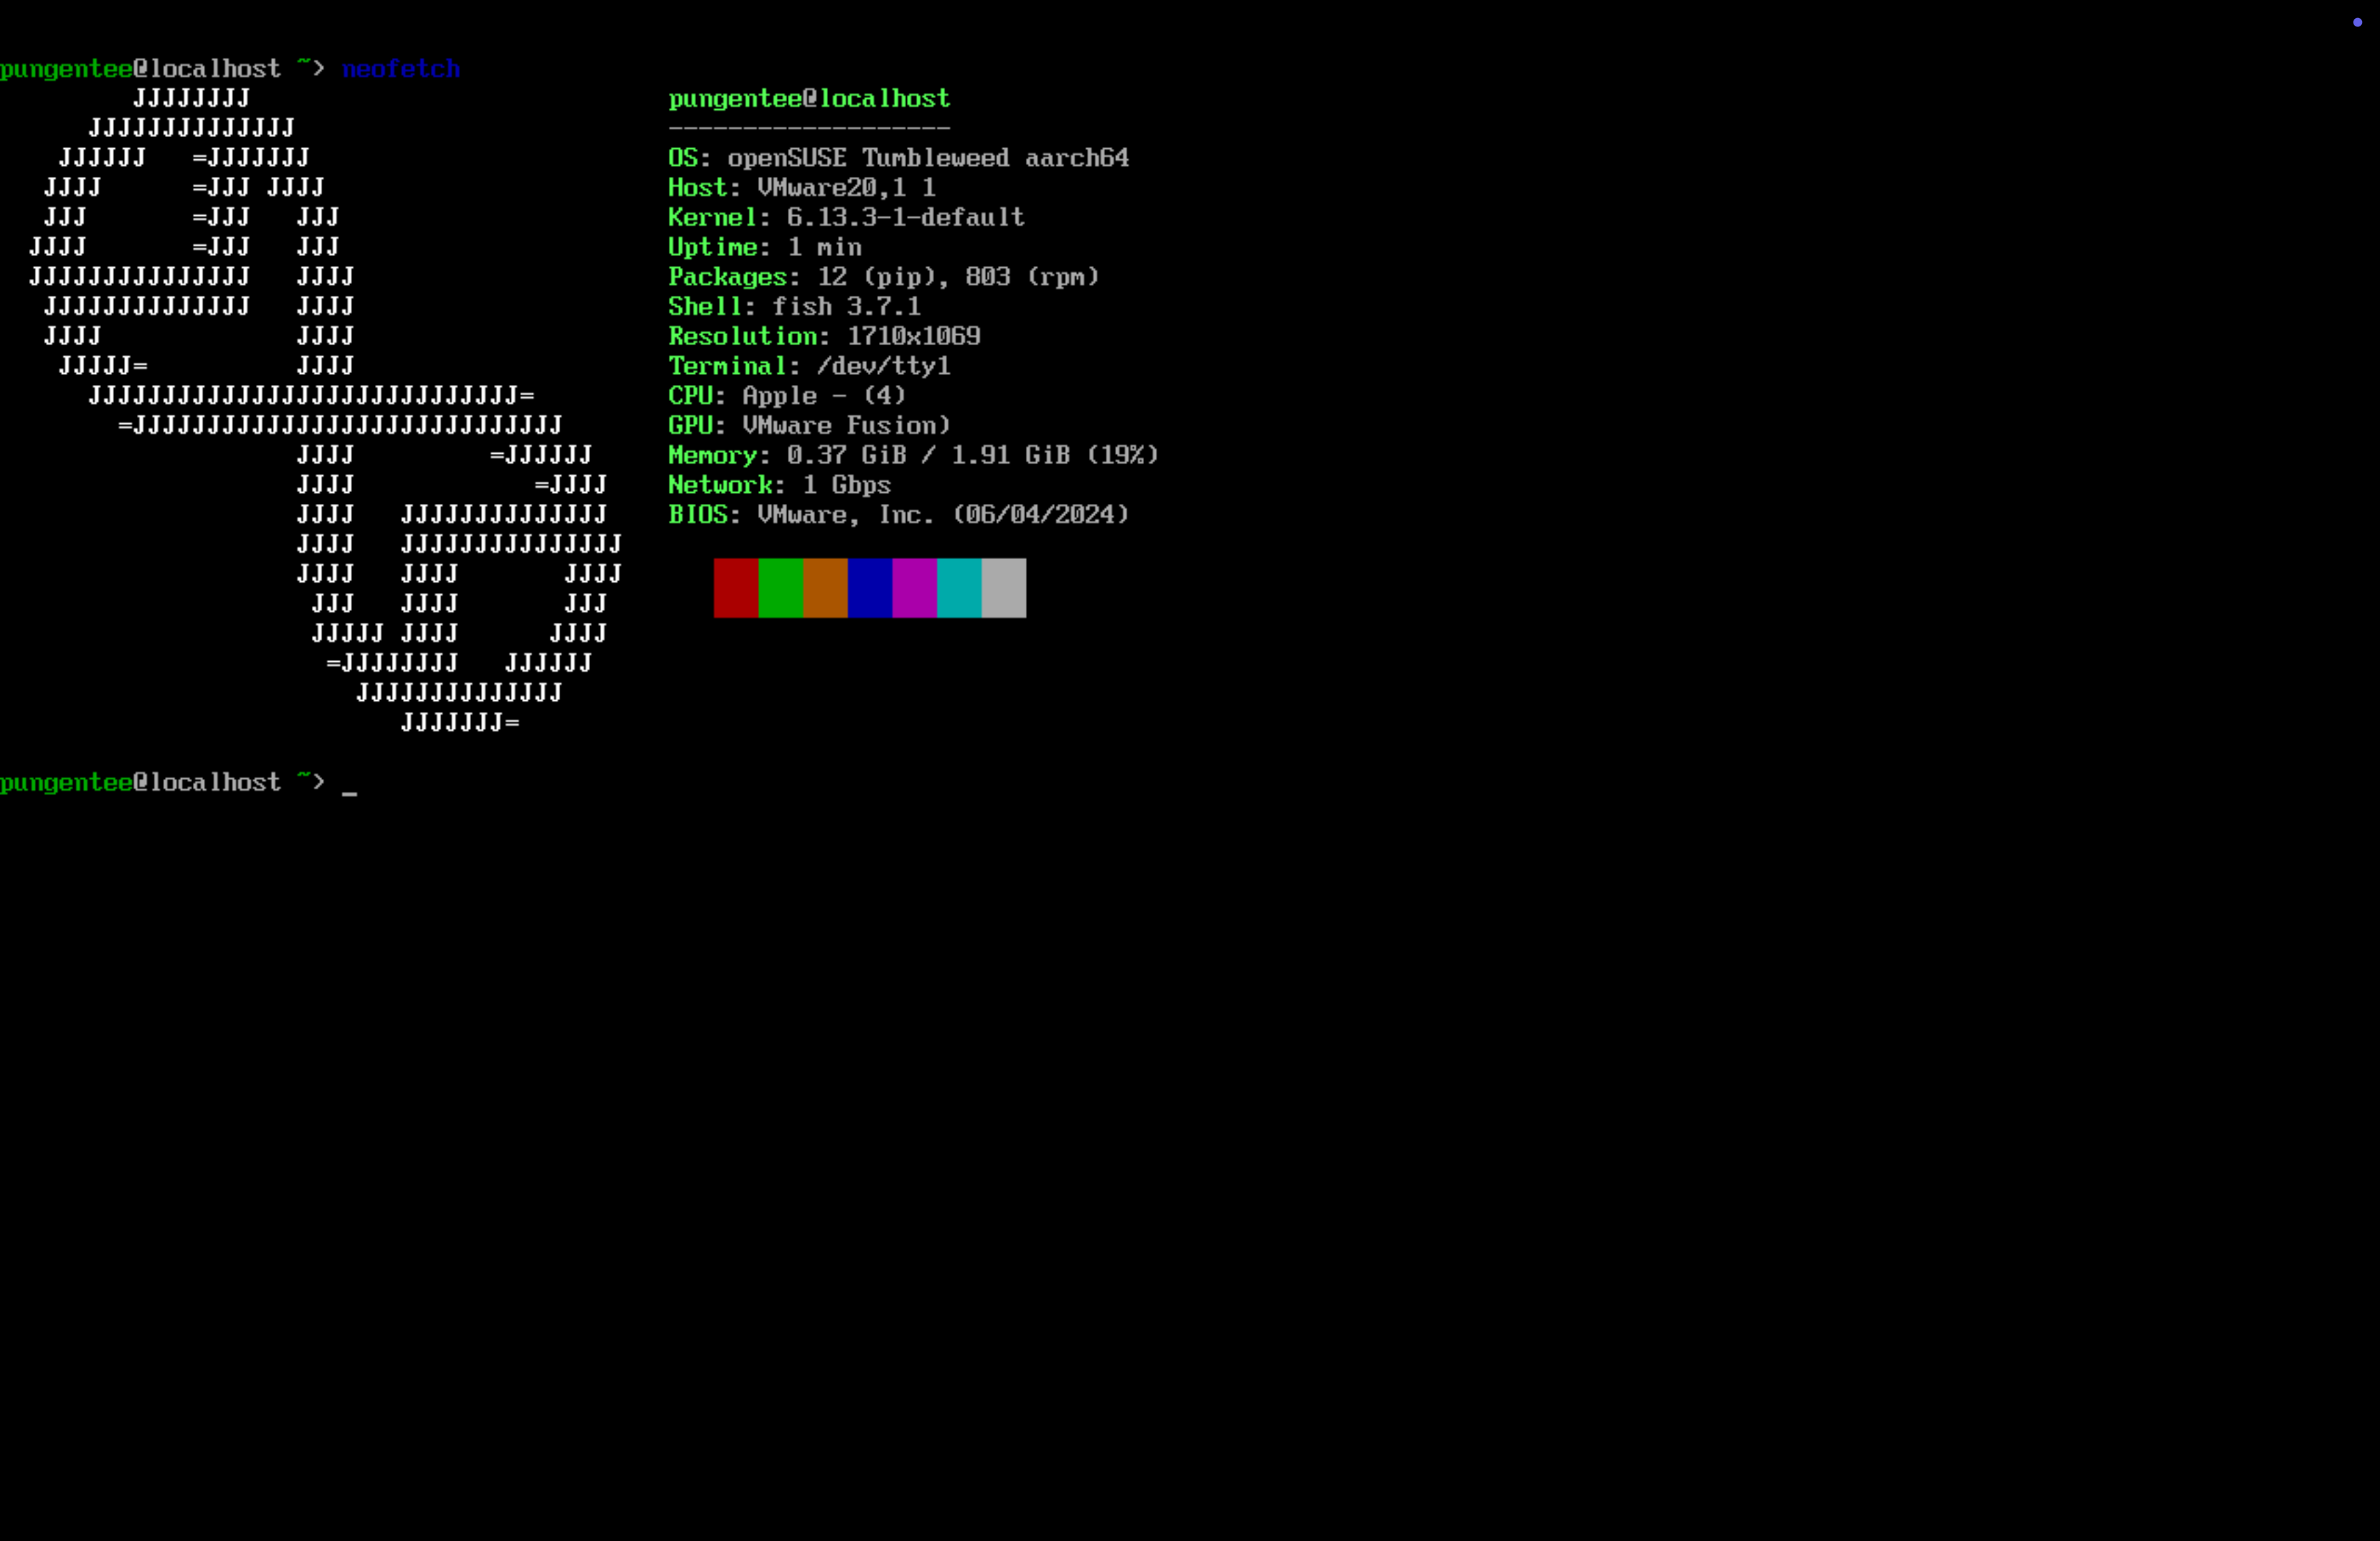 pungentee@localhost ~> neofetch
         JJJJJJJJ                            pungentee@localhost
      JJJJJJJJJJJJJJ                         -------------------
    JJJJJJ   =JJJJJJJ                        OS: openSUSE Tumbleweed aarch64
   JJJJ      =JJJ JJJJ                       Host: VMware20,1 1
   JJJ       =JJJ   JJJ                      Kernel: 6.13.3-1-default
  JJJJ       =JJJ   JJJ                      Uptime: 1 min
  JJJJJJJJJJJJJJJ   JJJJ                     Packages: 12 (pip), 803 (rpm)
   JJJJJJJJJJJJJJ   JJJJ                     Shell: fish 3.7.1
   JJJJ             JJJJ                     Resolution: 1710x1069
    JJJJJ=          JJJJ                     Terminal: /dev/tty1
      JJJJJJJJJJJJJJJJJJJJJJJJJJJJJ=         CPU: Apple - (4)
        =JJJJJJJJJJJJJJJJJJJJJJJJJJJJJ       GPU: VMware Fusion)
                    JJJJ         =JJJJJJ     Memory: 0.37 GiB / 1.91 GiB (19%)
                    JJJJ            =JJJJ    Network: 1 Gbps
                    JJJJ   JJJJJJJJJJJJJJ    BIOS: VMware, Inc. (06/04/2024)
                    JJJJ   JJJJJJJJJJJJJJJ
                    JJJJ   JJJJ       JJJJ
                     JJJ   JJJJ       JJJ
                     JJJJJ JJJJ      JJJJ
                      =JJJJJJJJ   JJJJJJ
                        JJJJJJJJJJJJJJ
                           JJJJJJJ=
pungentee@localhost ~> _